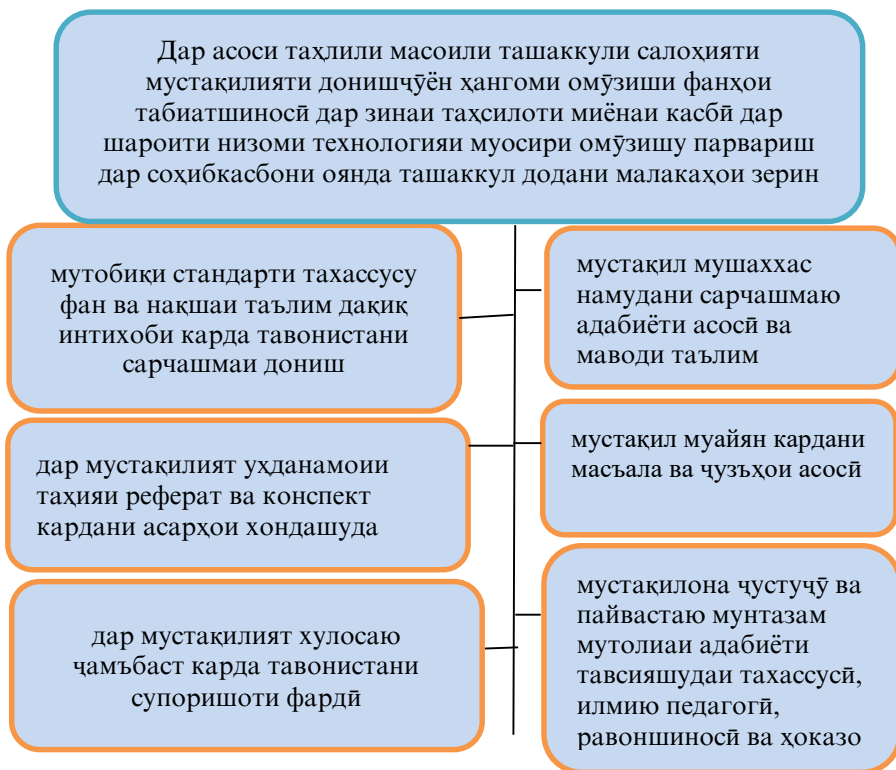 Дар асоси таҳлили масоили ташаккули салоҳияти
мустақилияти донишҷӯён ҳангоми омӯзиши фанҳои
табиатшиносӣ дар зинаи таҳсилоти миёнаи касбӣ дар
шароити низоми технологияи муосири омӯзишу парвариш
дар соҳибкасбони оянда ташаккул додани малакаҳои зерин
мутобиқи стандарти тахассусу
фан ва нақшаи таълим дақиқ
интихоби карда тавонистани
сарчашмаи дониш
мустақил мушаххас
намудани сарчашмаю
адабиёти асосӣ ва
маводи таълим
дар мустақилият уҳданамоии
таҳияи реферат ва конспект
кардани асарҳои хондашуда
мустақил муайян кардани
масъала ва ҷузъҳои асосӣ
дар мустақилият хулосаю
ҷамъбаст карда тавонистани
супоришоти фардӣ
мустақилона ҷустуҷӯ ва
пайвастаю мунтазам
мутолиаи адабиёти
тавсияшудаи тахассусӣ,
илмию педагогӣ,
равоншиносӣ ва ҳоказо